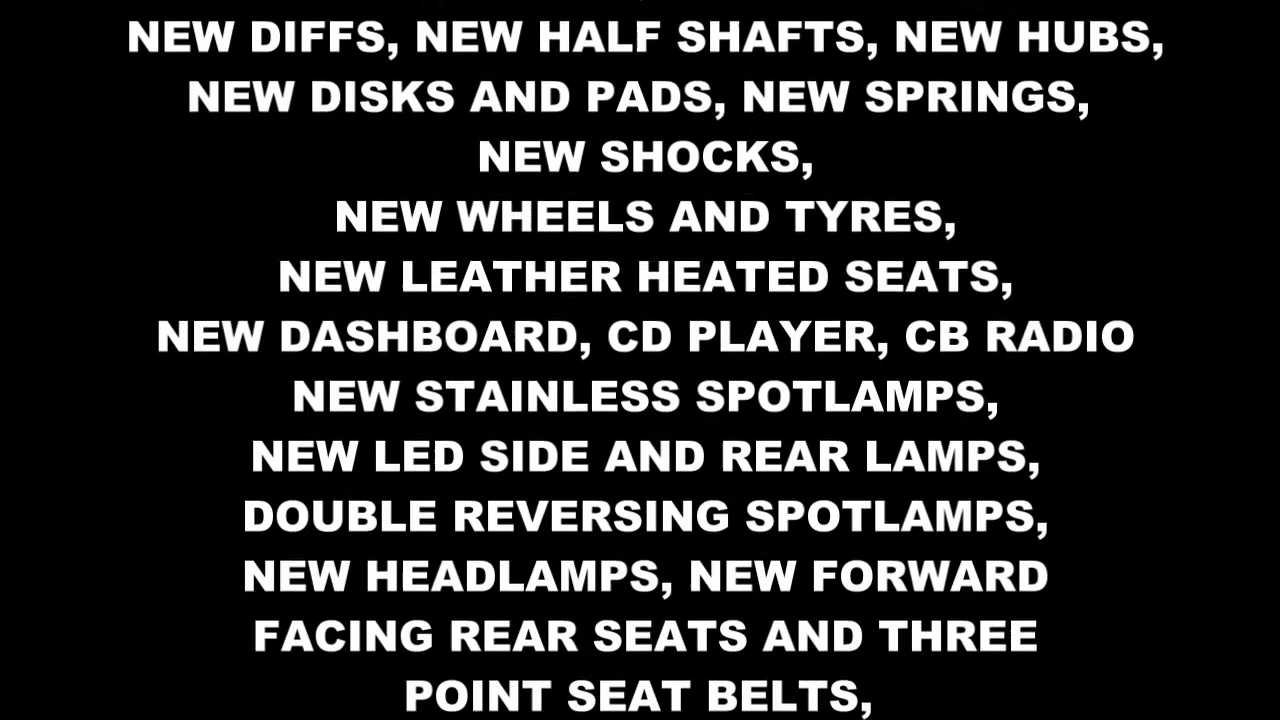 NEW DIFFS, NEW HALF SHAFTS, NEW HUBS,
NEW DISKS AND PADS, NEW SPRINGS,
NEW SHOCKS,
NEW WHEELS AND TYRES,
NEW LEATHER HEATED SEATS,
NEW DASHBOARD, CD PLAYER, CB RADIO
NEW STAINLESS SPOTLAMPS,
NEW LED SIDE AND REAR LAMPS,
DOUBLE REVERSING SPOTLAMPS,
NEW HEADLAMPS, NEW FORWARD
FACING REAR SEATS AND THREE
POINT SEAT BELTS,